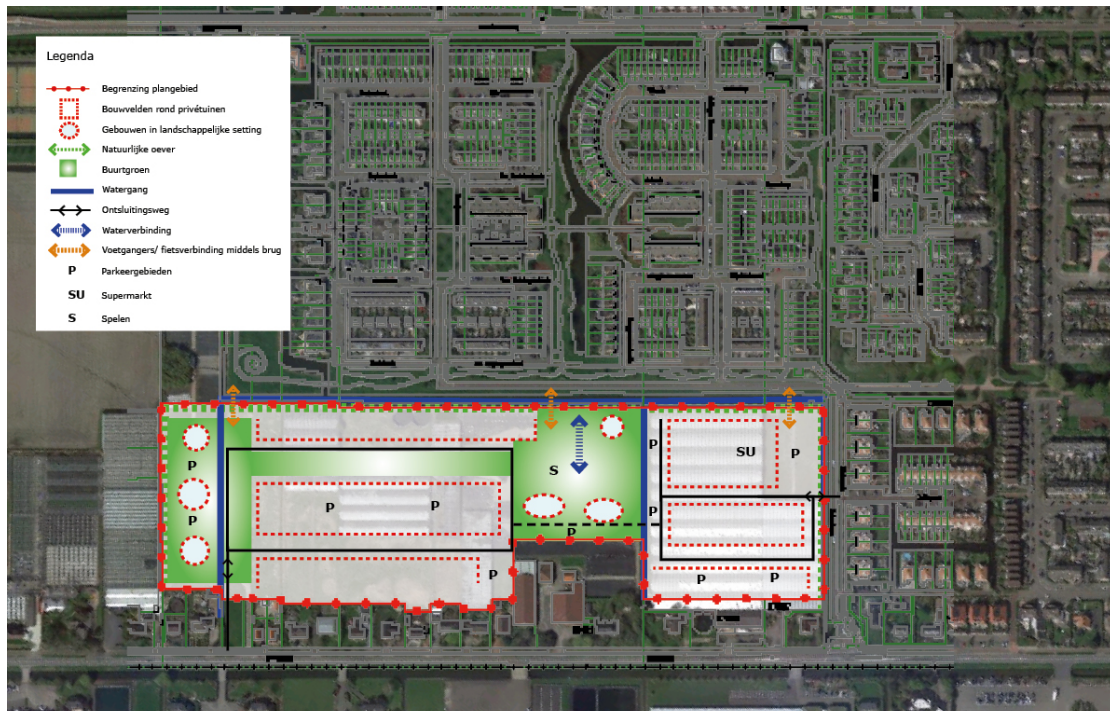 Legenda
Begrenzing plangebied
Bouwvelden rond privétuinen
Gebouwen in landschappelijke setting
Natuurlijke oever
Buurtgroen
Watergang
Ontsluitingsweg
Waterverbinding
Voetgangers/ fietsverbinding middels brug
P Parkeergebieden
SU Supermarkt
S Spelen
P
SU
P
P
S
P
P
P
P
P
P
P
P
P